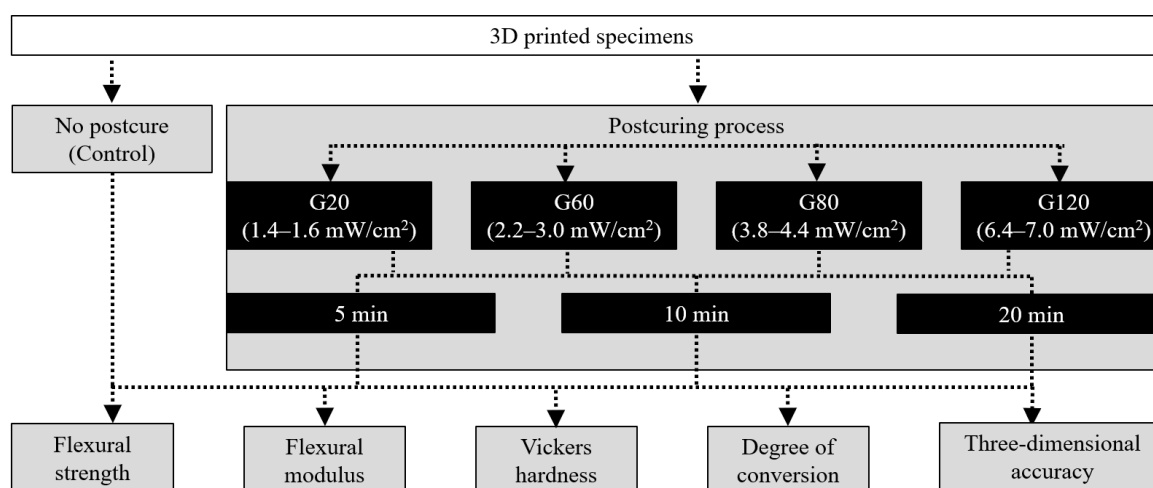 3D printed specimens
No postcure
(Control)
Postcuring process
G20
(1.4–1.6 mW/cm²)
G60
(2.2–3.0 mW/cm²)
G80
(3.8–4.4 mW/cm²)
G120
(6.4–7.0 mW/cm²)
5 min
10 min
20 min
Flexural
strength
Flexural
modulus
Vickers
hardness
Degree of
conversion
Three-dimensional
accuracy